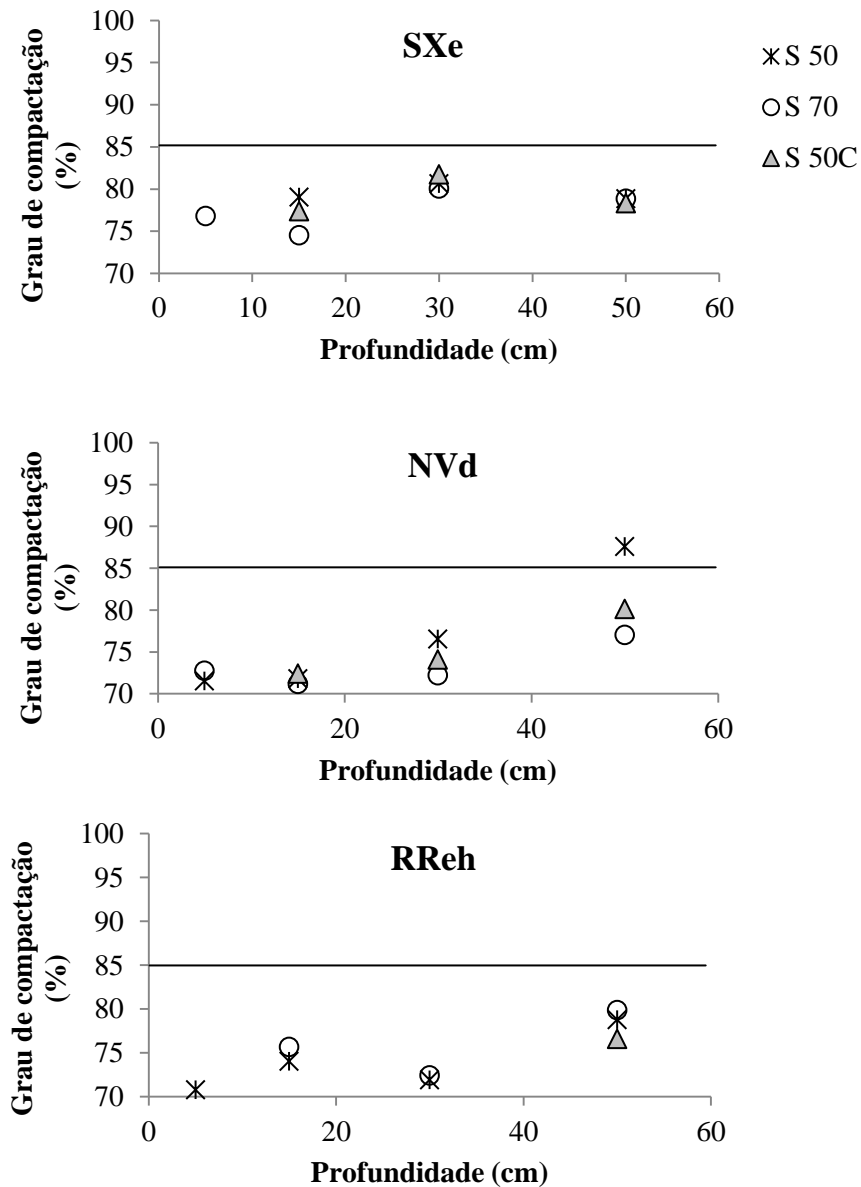 SXe
S 50
S 70
S 50C
Grau de compactação
(%)
100
95
90
85
80
75
70
0 10 20 30 40 50 60
Profundidade (cm)
NVd
Grau de compactação
(%)
100
95
90
85
80
75
70
0 20 40 60
Profundidade (cm)
RReh
Grau de compactação
(%)
100
95
90
85
80
75
70
0 20 40 60
Profundidade (cm)